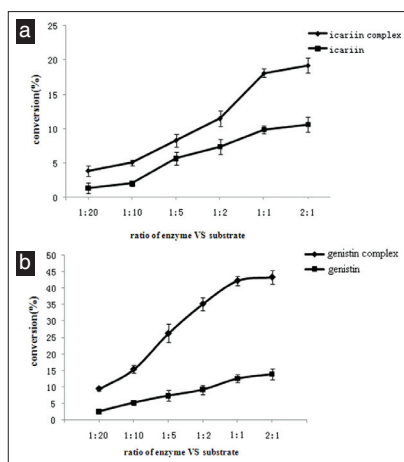 a
icariin complex
icariin
conversion(%)
25
20
15
10
5
0
1:20 1:10 1:5 1:2 1:1 2:1
ratio of enzyme VS substrate
b
genistin complex
genistin
conversion(%)
50
45
40
35
30
25
20
15
10
5
0
1:20 1:10 1:5 1:2 1:1 2:1
ratio of enzyme VS substrate